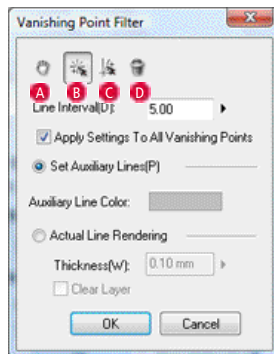 Vanishing Point Filter
A B C D
Line Interval(D): 5.00
Apply Settings To All Vanishing Points
Set Auxiliary Lines(P)
Auxiliary Line Color:
Actual Line Rendering
Thickness(W): 0.10 mm
Clear Layer
OK Cancel